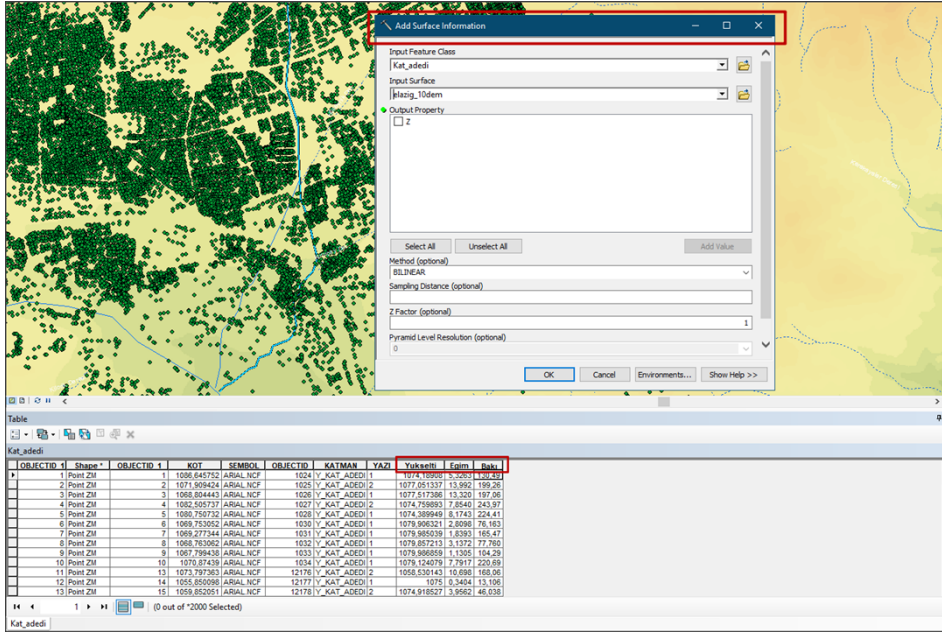 Add Surface Information
Input Feature Class
Kat_adedi
Input Surface
elazig_10dem
Output Property
Z
Select All Unselect All Add Value
Method (optional)
BILINEAR
Sampling Distance (optional)
Z Factor (optional)
1
Pyramid Level Resolution (optional)
0
OK Cancel Environments... Show Help >>
Table
Kat_adedi
OBJECTID_1 Shape * OBJECTID_1 KOT SEMBOL OBJECTID KATMAN YAZI Yukselti Egim Bakı
1 Point ZM 1 1086,645752 ARIAL.NCF 1024 Y_KAT_ADEDI 1 1074,18908 5,3263 130,49
2 Point ZM 2 1071,909424 ARIAL.NCF 1025 Y_KAT_ADEDI 2 1077,051337 13,992 199,26
3 Point ZM 3 1068,804443 ARIAL.NCF 1026 Y_KAT_ADEDI 1 1077,517386 13,320 197,06
4 Point ZM 4 1082,505737 ARIAL.NCF 1027 Y_KAT_ADEDI 2 1074,759893 7,8540 243,97
5 Point ZM 5 1080,750732 ARIAL.NCF 1028 Y_KAT_ADEDI 1 1074,389949 8,1743 224,41
6 Point ZM 6 1069,753052 ARIAL.NCF 1030 Y_KAT_ADEDI 1 1079,906321 2,8098 76,163
7 Point ZM 7 1069,277344 ARIAL.NCF 1031 Y_KAT_ADEDI 1 1079,985039 1,8393 165,47
8 Point ZM 8 1068,763062 ARIAL.NCF 1032 Y_KAT_ADEDI 1 1079,857213 3,1372 77,760
9 Point ZM 9 1067,799438 ARIAL.NCF 1033 Y_KAT_ADEDI 1 1079,986859 1,1305 104,29
10 Point ZM 10 1070,87439 ARIAL.NCF 1034 Y_KAT_ADEDI 1 1079,124079 7,7917 220,69
11 Point ZM 13 1073,797363 ARIAL.NCF 12176 Y_KAT_ADEDI 2 1058,530143 10,698 168,06
12 Point ZM 14 1055,850098 ARIAL.NCF 12177 Y_KAT_ADEDI 1 1075 0,3404 13,106
13 Point ZM 15 1059,852051 ARIAL.NCF 12178 Y_KAT_ADEDI 2 1074,918527 3,9562 46,038
1 (0 out of *2000 Selected)
Kat_adedi